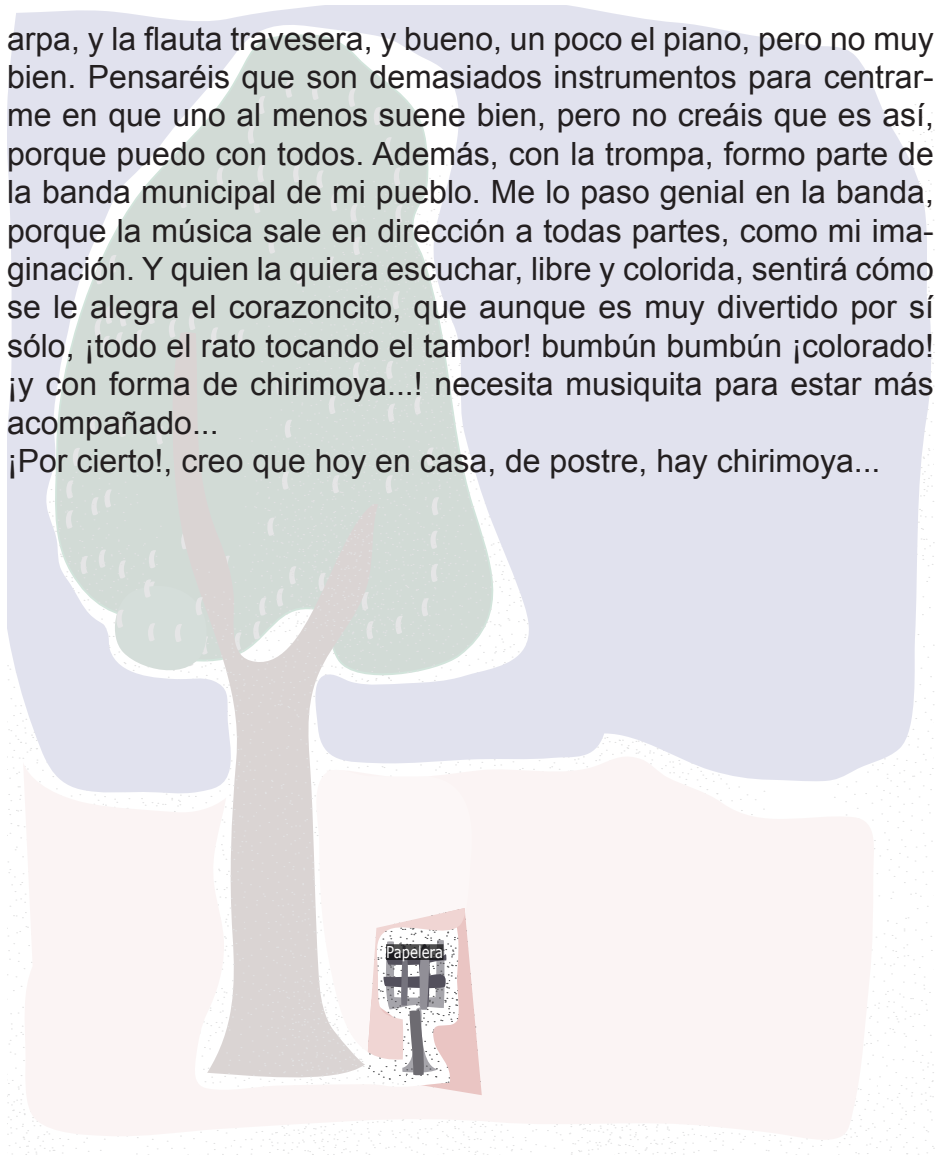 arpa, y la flauta travesera, y bueno, un poco el piano, pero no muy
bien. Pensaréis que son demasiados instrumentos para centrar-
me en que uno al menos suene bien, pero no creáis que es así,
porque puedo con todos. Además, con la trompa, formo parte de
la banda municipal de mi pueblo. Me lo paso genial en la banda,
porque la música sale en dirección a todas partes, como mi ima-
ginación. Y quien la quiera escuchar, libre y colorida, sentirá cómo
se le alegra el corazoncito, que aunque es muy divertido por sí
sólo, ¡todo el rato tocando el tambor! bumbún bumbún ¡colorado!
¡y con forma de chirimoya...! necesita musiquita para estar más
acompañado...
¡Por cierto!, creo que hoy en casa, de postre, hay chirimoya...
Papelera